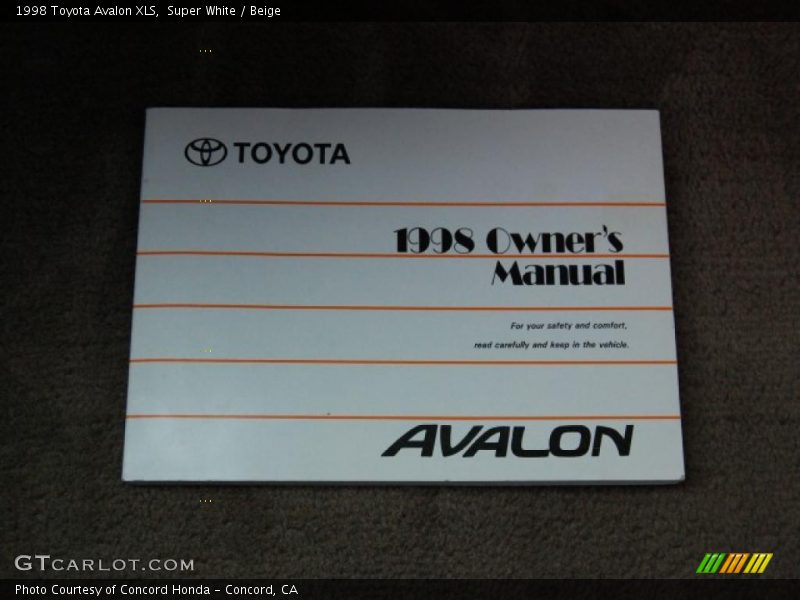 1998 Toyota Avalon XLS,  Super White / Beige
...
TOYOTA
...
1998 Owner's
Manual
For your safety and comfort,
read carefully and keep in the vehicle.
...
AVALON
...
GTCARLOT.COM
Photo Courtesy of Concord Honda - Concord, CA